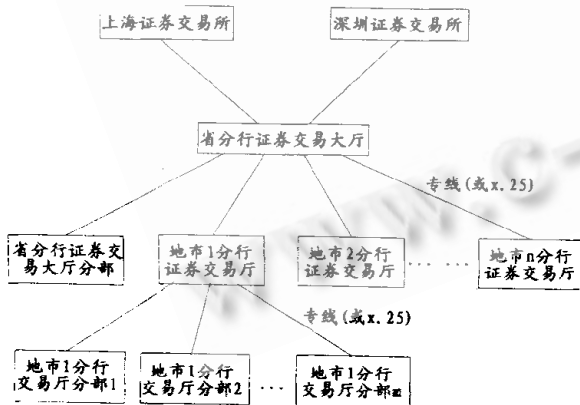 上海证券交易所
深圳证券交易所
省分行证券交易大厅
专线(或x.25)
省分行证券交
易大厅分部
地市1分行
证券交易厅
地市2分行
证券交易厅
......
地市n分行
证券交易厅
专线(或x.25)
地市1分行
交易厅分部1
地市1分行
交易厅分部2
...
地市1分行
交易厅分部m
www.c-